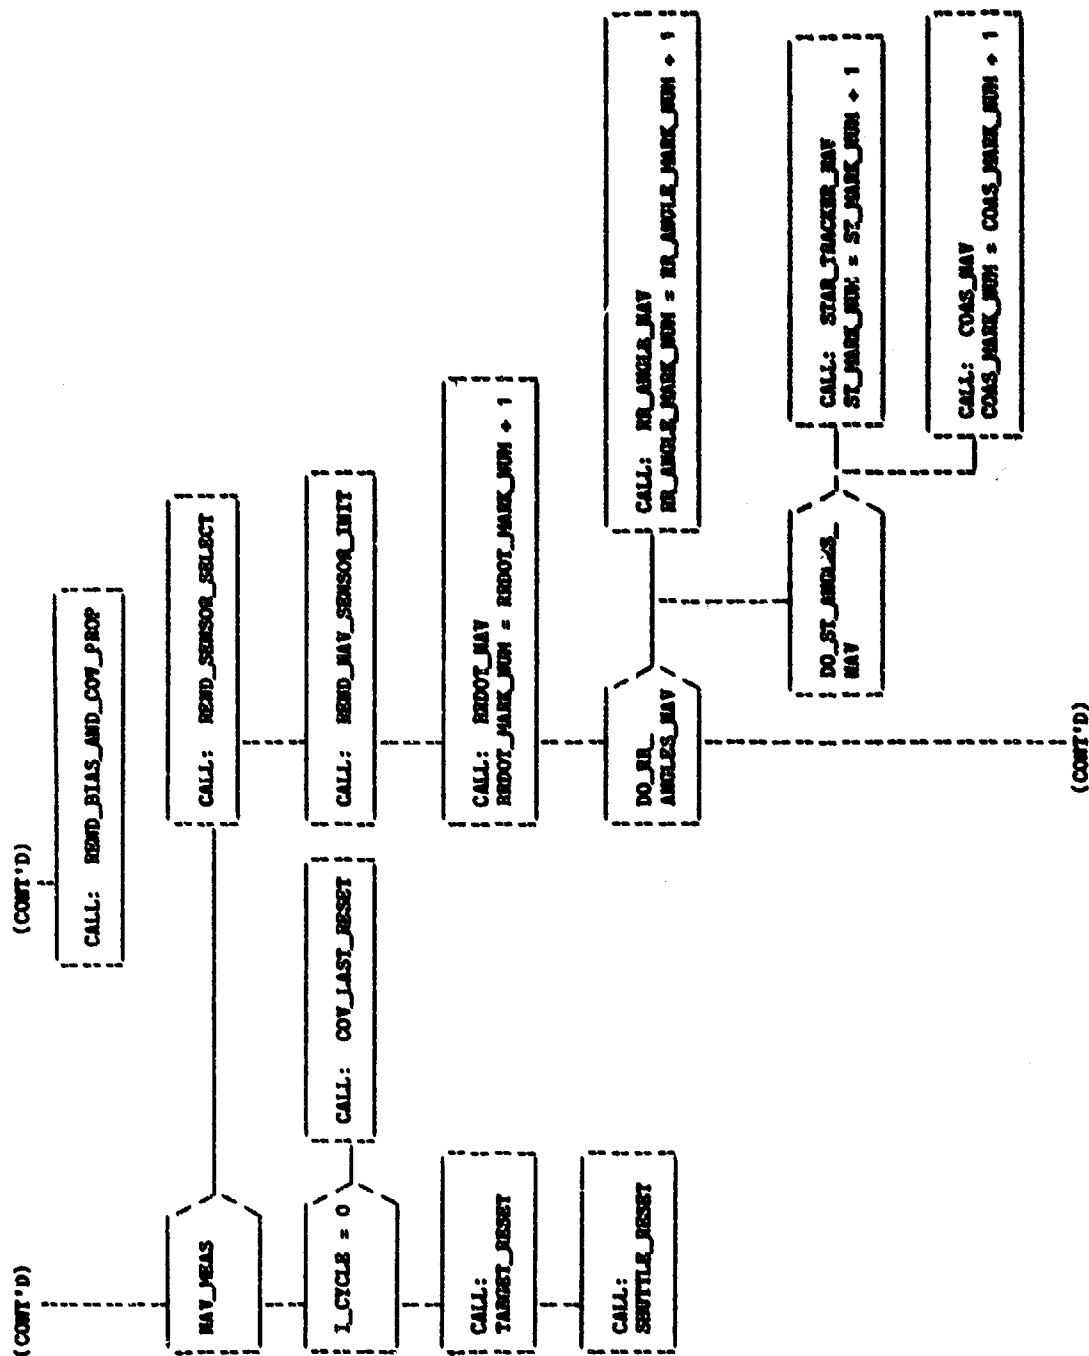 (CONT'D)
(CONT'D)
CALL: REND_BIAS_AND_COV_PROP
NAV_MEAS
CALL: REND_SENSOR_SELECT
I_CYCLE = 0
CALL: COV_LAST_RESET
CALL: REND_NAV_SENSOR_INIT
CALL:
TARGET_RESET
CALL: RRDOT_NAV
RRDOT_MARK_NUM = RRDOT_MARK_NUM + 1
CALL:
SHUTTLE_RESET
DO_RR_
ANGLES_NAV
CALL: RR_ANGLE_NAV
RR_ANGLE_MARK_NUM = RR_ANGLE_MARK_NUM + 1
DO_ST_ANGLES_
NAV
CALL: STAR_TRACKER_NAV
ST_MARK_NUM = ST_MARK_NUM + 1
CALL: COAS_NAV
COAS_MARK_NUM = COAS_MARK_NUM + 1
(CONT'D)